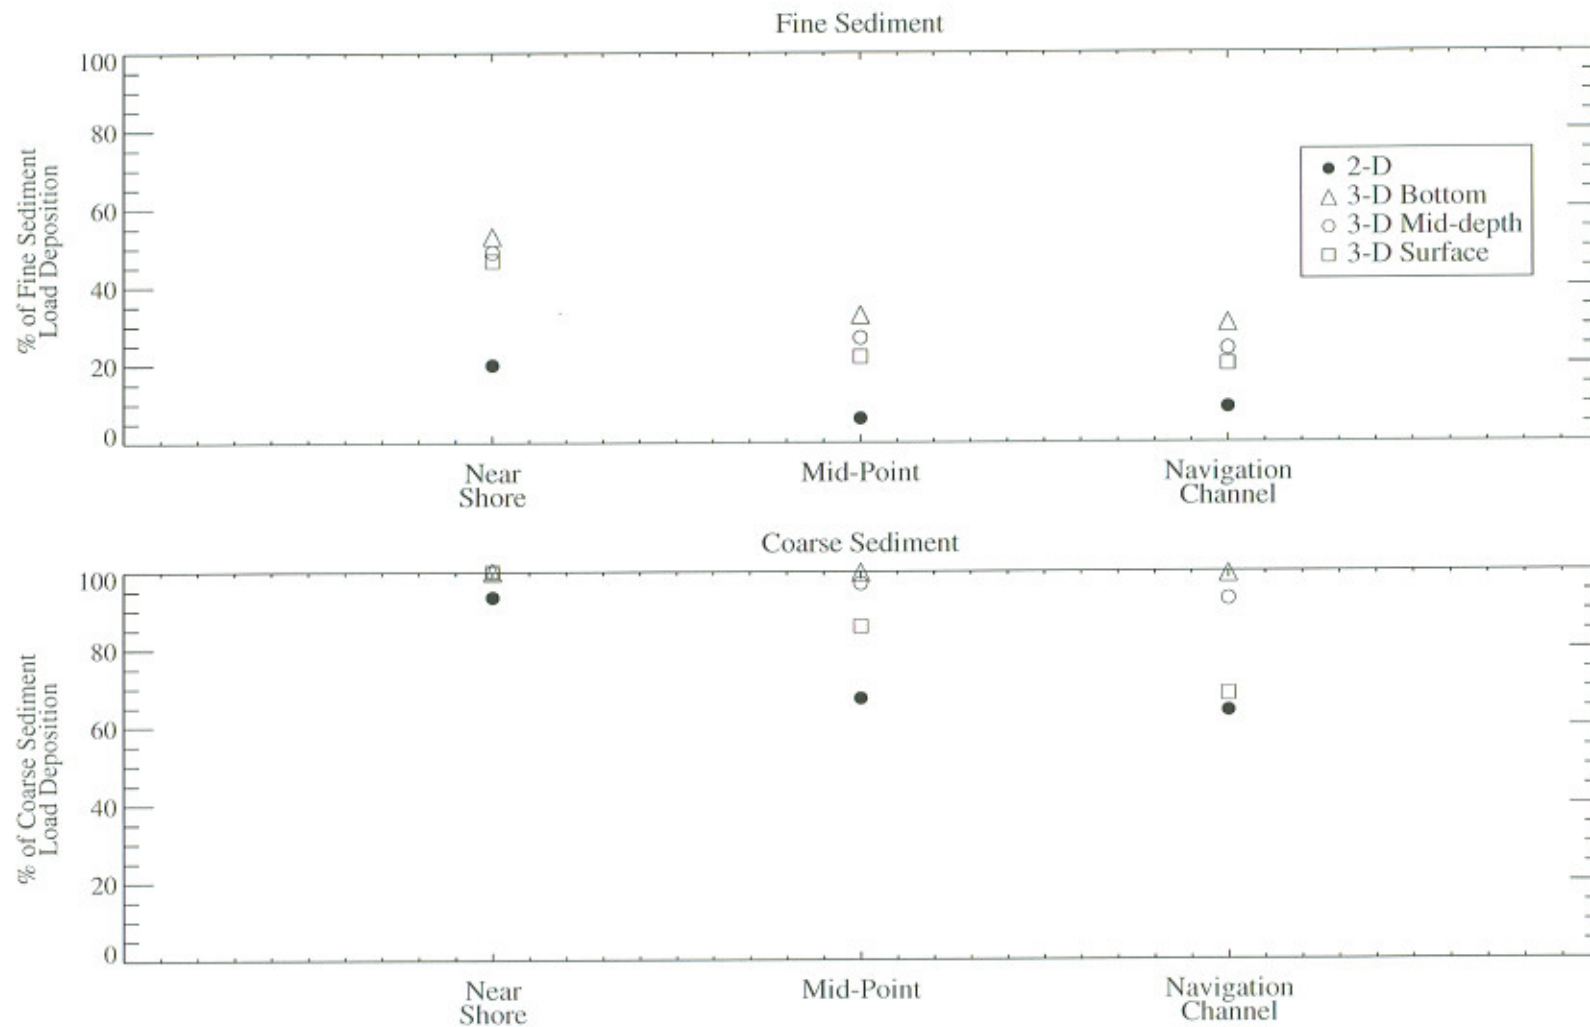 Fine Sediment
100
80
60
40
20
0
% of Fine Sediment
Load Deposition
2-D
3-D Bottom
3-D Mid-depth
3-D Surface
Near
Shore
Mid-Point
Navigation
Channel
Coarse Sediment
100
80
60
40
20
0
% of Coarse Sediment
Load Deposition
Near
Shore
Mid-Point
Navigation
Channel